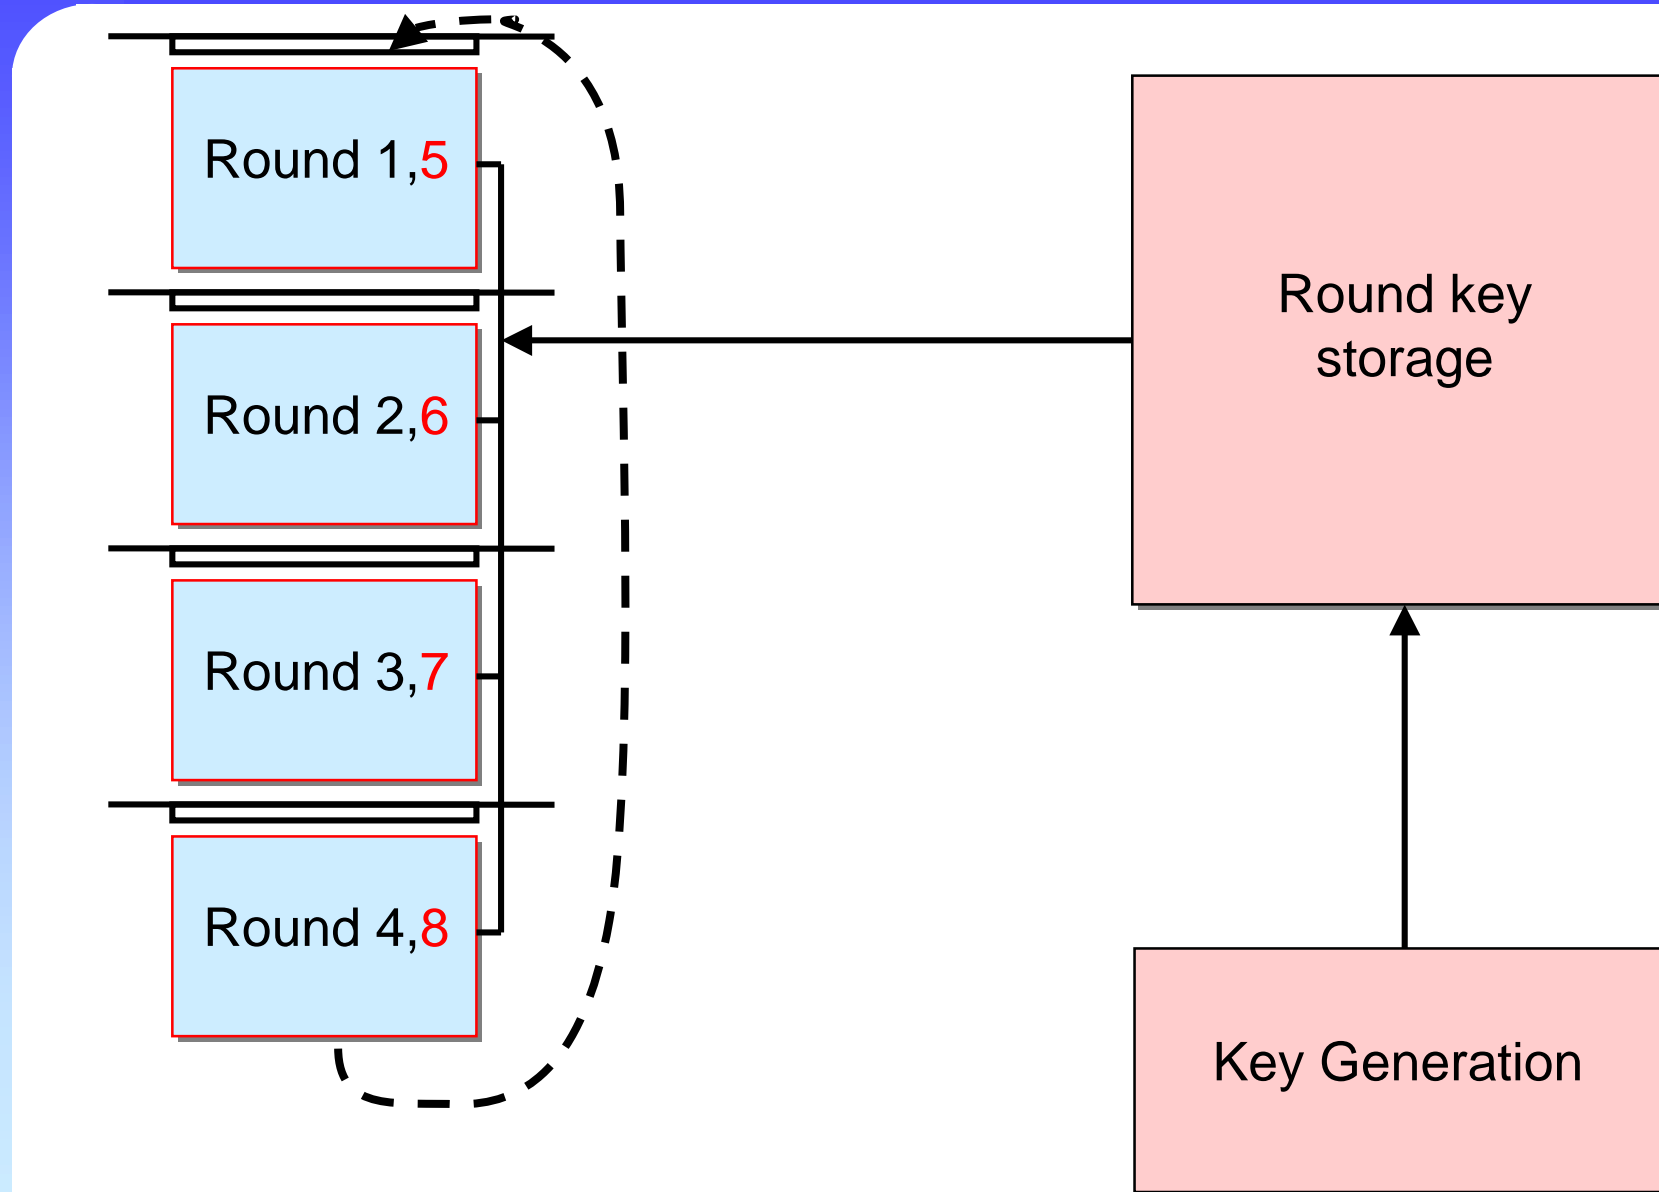 Round 1,5
Round 2,6
Round 3,7
Round 4,8
Round key
storage
Key Generation